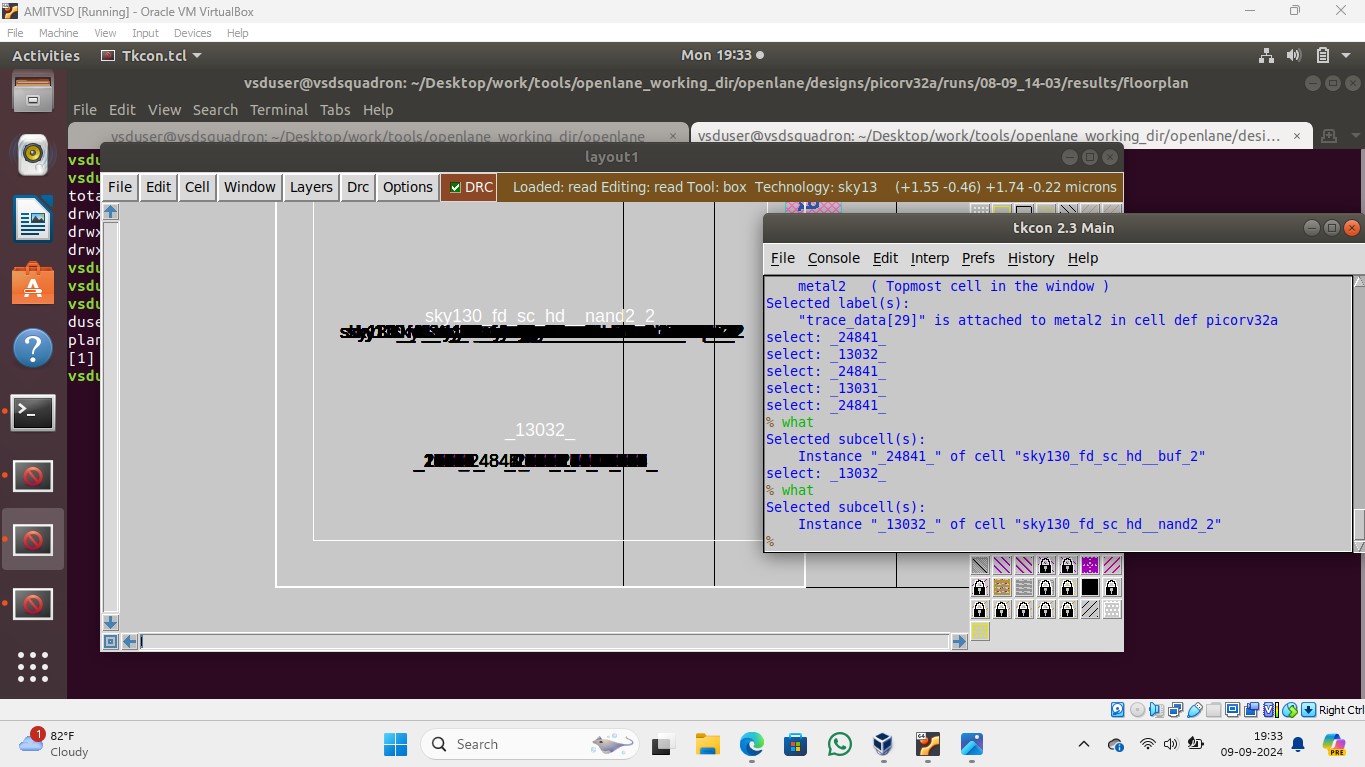 AMITVSD [Running] - Oracle VM VirtualBox
File Machine View Input Devices Help
Activities Tkcon.tcl Mon 19:33
vsduser@vsdsquadron: ~/Desktop/work/tools/openlane_working_dir/openlane/designs/picorv32a/runs/08-09_14-03/results/floorplan
File Edit View Search Terminal Tabs Help
vsduser@vsdsquadron: ~/Desktop/work/tools/openlane_working_dir/openlane × vsduser@vsdsquadron: ~/Desktop/work/tools/openlane_working_dir/openlane/desi... ×
vsdu
vsdu
tota
drwx
drwx
drwx
vsdu
vsdu
vsdu
duse
plan
[1]
vsdu
layout1
File Edit Cell Window Layers Drc Options DRC Loaded: read Editing: read Tool: box Technology: sky13 (+1.55 -0.46) +1.74 -0.22 microns
sky130_fd_sc_hd__nand2_2
_13032_
tkcon 2.3 Main
File Console Edit Interp Prefs History Help
metal2 ( Topmost cell in the window )
Selected label(s):
"trace_data[29]" is attached to metal2 in cell def picorv32a
select: _24841_
select: _13032_
select: _24841_
select: _13031_
select: _24841_
% what
Selected subcell(s):
Instance "_24841_" of cell "sky130_fd_sc_hd__buf_2"
select: _13032_
% what
Selected subcell(s):
Instance "_13032_" of cell "sky130_fd_sc_hd__nand2_2"
%
Right Ctrl
1
82°F
Cloudy
Search
PRE
19:33
09-09-2024